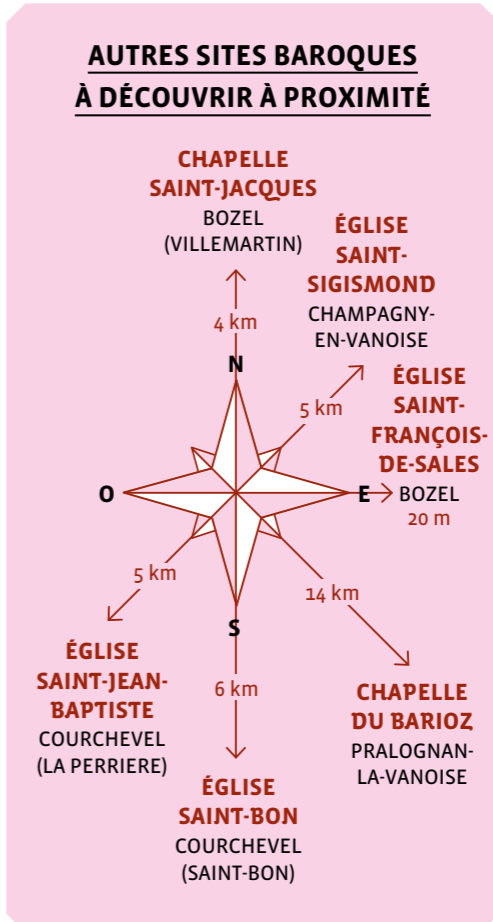 AUTRES SITES BAROQUES
À DÉCOUVRIR À PROXIMITÉ
CHAPELLE
SAINT-JACQUES
BOZEL
(VILLEMARTIN)
4 km
N
ÉGLISE
SAINT-
SIGISMOND
CHAMPAGNY-
EN-VANOISE
5 km
ÉGLISE
SAINT-
FRANÇOIS-
DE-SALES
BOZEL
20 m
E
O
5 km
ÉGLISE
SAINT-JEAN-
BAPTISTE
COURCHEVEL
(LA PERRIERE)
S
6 km
ÉGLISE
SAINT-BON
COURCHEVEL
(SAINT-BON)
14 km
CHAPELLE
DU BARIOZ
PRALOGNAN-
LA-VANOISE